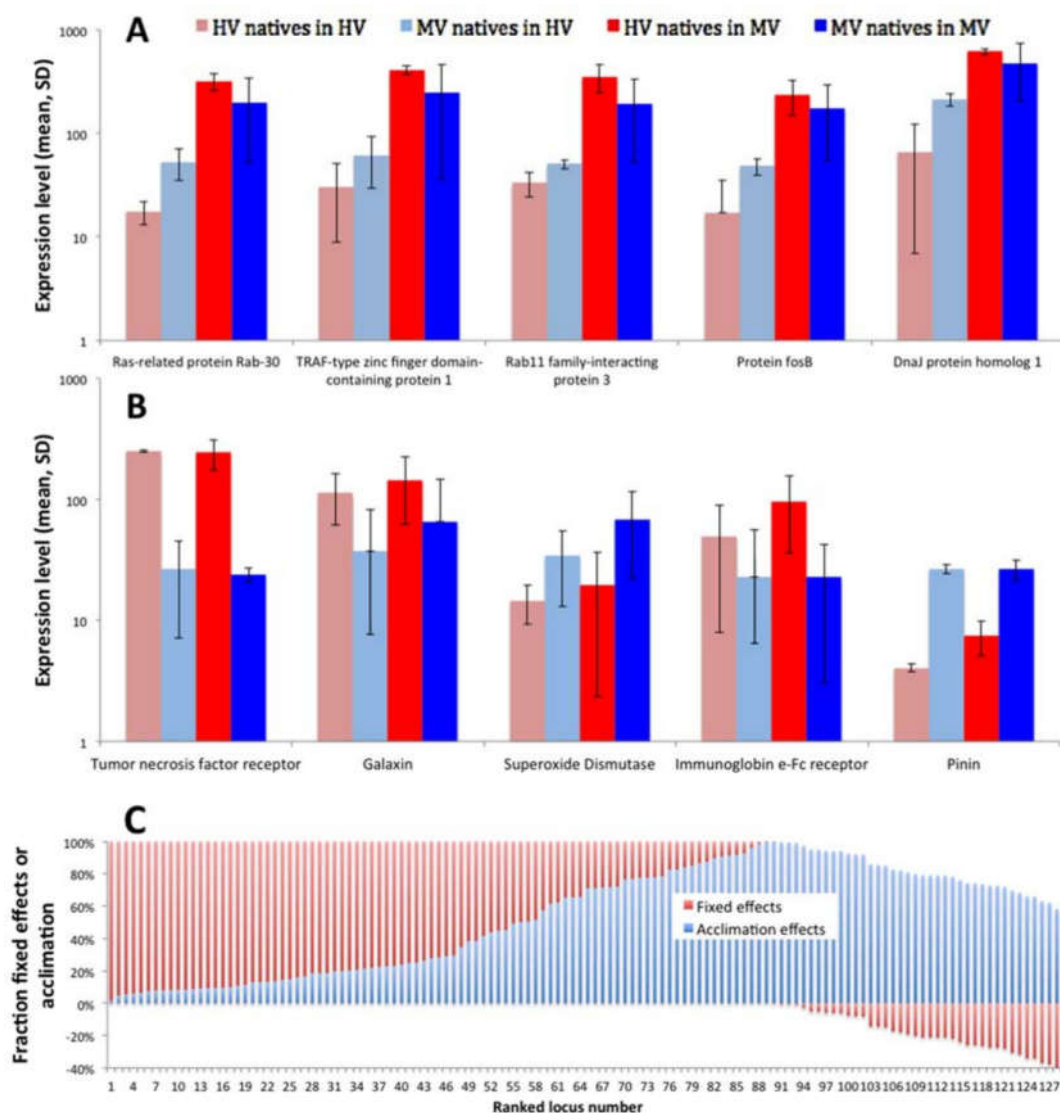 A
HV natives in HV MV natives in HV HV natives in MV MV natives in MV
Expression level (mean, SD)
1000
100
10
1
Ras-related protein Rab-30 TRAF-type zinc finger domain- Rab11 family-interacting Protein fosB DnaJ protein homolog 1
containing protein 1 protein 3
B
Expression level (mean, SD)
1000
100
10
1
Tumor necrosis factor receptor Galaxin Superoxide Dismutase Immunoglobin e-Fc receptor Pinin
C
Fraction fixed effects or
acclimation
100%
80%
60%
40%
20%
0%
-20%
-40%
Fixed effects
Acclimation effects
1 4 7 10 13 16 19 22 25 28 31 34 37 40 43 46 49 52 55 58 61 64 67 70 73 76 79 82 85 88 91 94 97 100 103 106 109 112 115 118 121 124 127
Ranked locus number